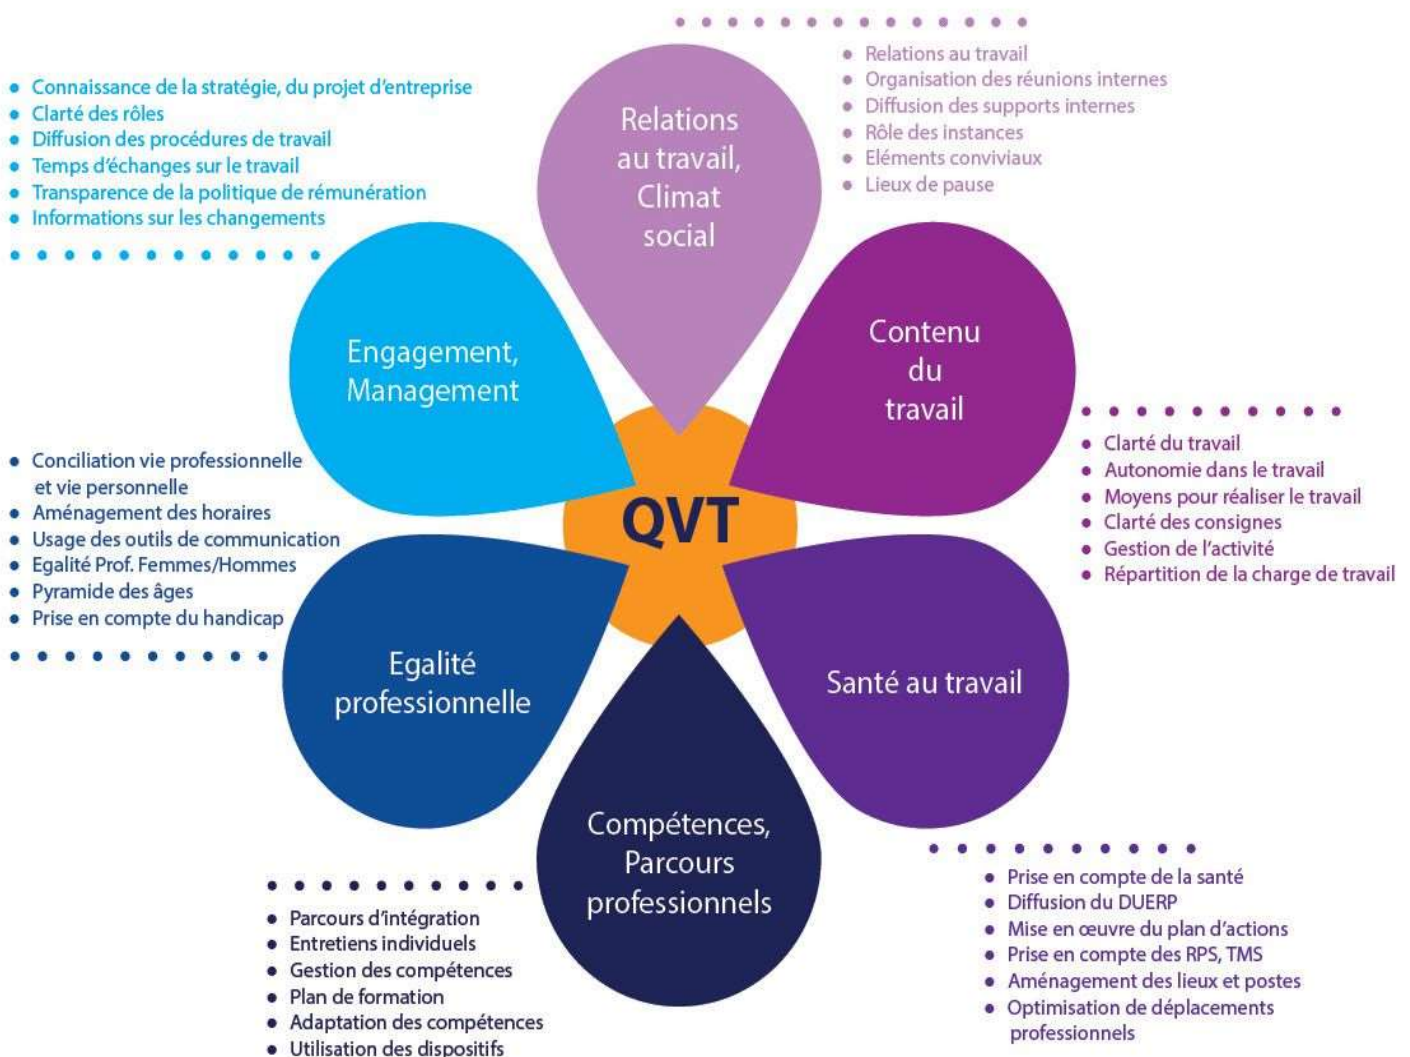 Relations
au travail,
Climat
social
● Relations au travail
● Organisation des réunions internes
● Diffusion des supports internes
● Rôle des instances
● Eléments conviviaux
● Lieux de pause
Contenu
du
travail
● Clarté du travail
● Autonomie dans le travail
● Moyens pour réaliser le travail
● Clarté des consignes
● Gestion de l’activité
● Répartition de la charge de travail
Santé au travail
● Prise en compte de la santé
● Diffusion du DUERP
● Mise en œuvre du plan d’actions
● Prise en compte des RPS, TMS
● Aménagement des lieux et postes
● Optimisation de déplacements
professionnels
Compétences,
Parcours
professionnels
● Parcours d’intégration
● Entretiens individuels
● Gestion des compétences
● Plan de formation
● Adaptation des compétences
● Utilisation des dispositifs
Egalité
professionnelle
● Conciliation vie professionnelle
et vie personnelle
● Aménagement des horaires
● Usage des outils de communication
● Egalité Prof. Femmes/Hommes
● Pyramide des âges
● Prise en compte du handicap
Engagement,
Management
● Connaissance de la stratégie, du projet d’entreprise
● Clarté des rôles
● Diffusion des procédures de travail
● Temps d’échanges sur le travail
● Transparence de la politique de rémunération
● Informations sur les changements
QVT